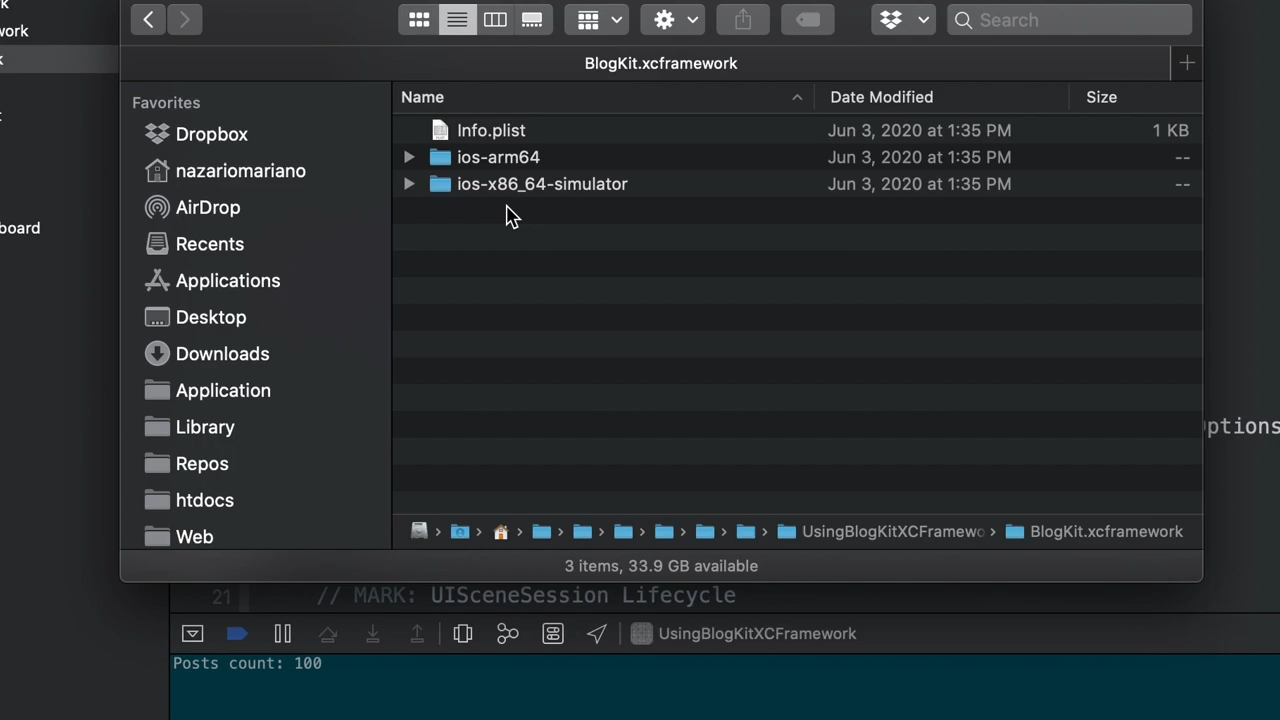 k
work
k
t
board
Search
BlogKit.xcframework
Favorites
Dropbox
nazariomariano
AirDrop
Recents
Applications
Desktop
Downloads
Application
Library
Repos
htdocs
Web
Name Date Modified Size
Info.plist Jun 3, 2020 at 1:35 PM 1 KB
ios-arm64 Jun 3, 2020 at 1:35 PM --
ios-x86_64-simulator Jun 3, 2020 at 1:35 PM --
UsingBlogKitXCFramewo BlogKit.xcframework
3 items, 33.9 GB available
ptions
21 // MARK: UISceneSession Lifecycle
UsingBlogKitXCFramework
Posts count: 100